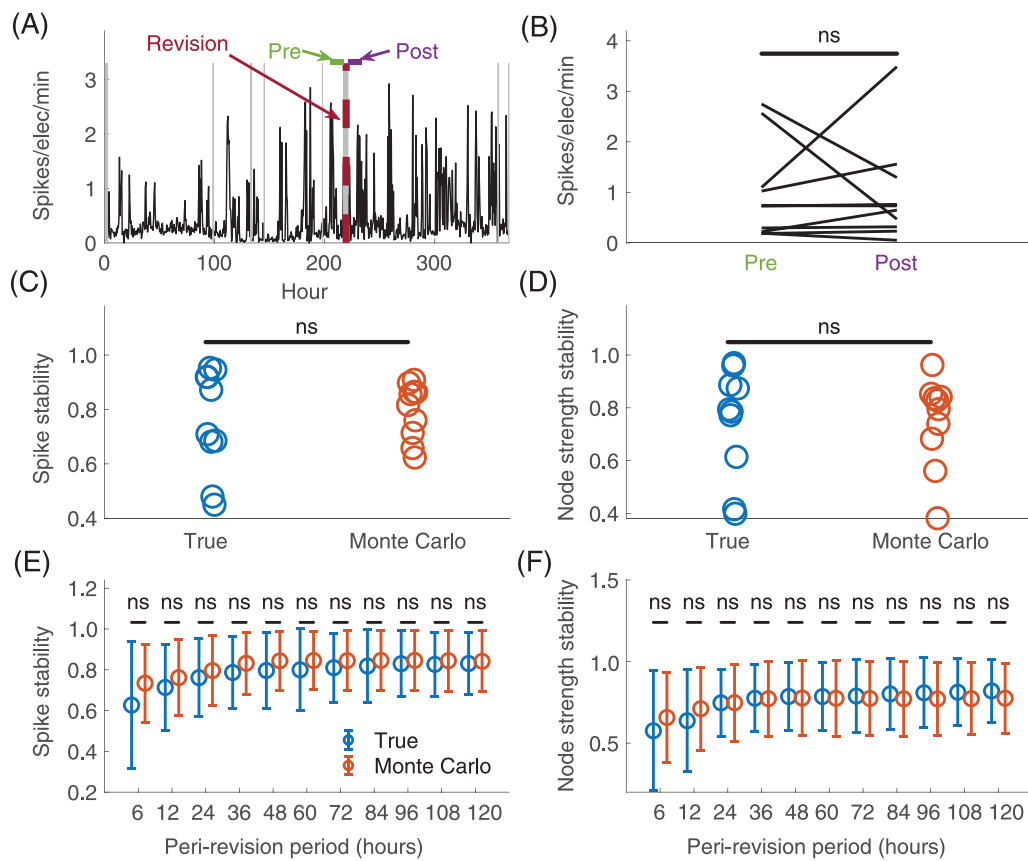 (A)
Revision
Pre
Post
Spikes/elec/min
3
2
1
0
0 100 200 300
Hour
(B)
ns
Spikes/elec/min
4
3
2
1
0
Pre Post
(C)
ns
Spike stability
1.0
0.8
0.6
0.4
True Monte Carlo
(D)
ns
Node strength stability
1.0
0.8
0.6
0.4
True Monte Carlo
(E)
ns ns ns ns ns ns ns ns ns ns ns
Spike stability
1.2
1.0
0.8
0.6
0.4
0.2
True
Monte Carlo
6 12 24 36 48 60 72 84 96 108 120
Peri-revision period (hours)
(F)
ns ns ns ns ns ns ns ns ns ns ns
Node strength stability
1.5
1.0
0.5
6 12 24 36 48 60 72 84 96 108 120
Peri-revision period (hours)